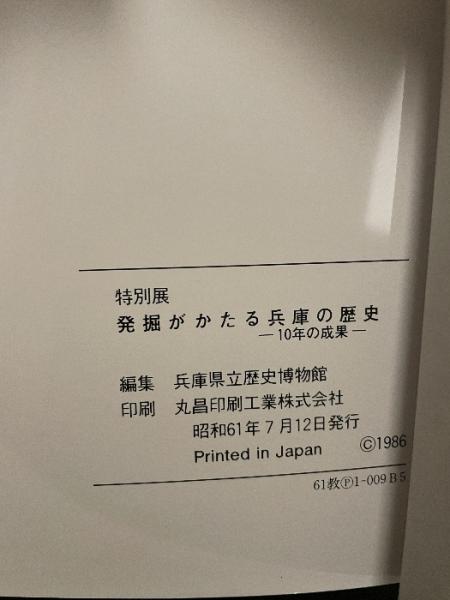 特別展
発掘がかたる兵庫の歴史
―10年の成果―
編集 兵庫県立歴史博物館
印刷 丸昌印刷工業株式会社
昭和61年7月12日発行
Printed in Japan ©1986
61教Ⓟ1-009B5